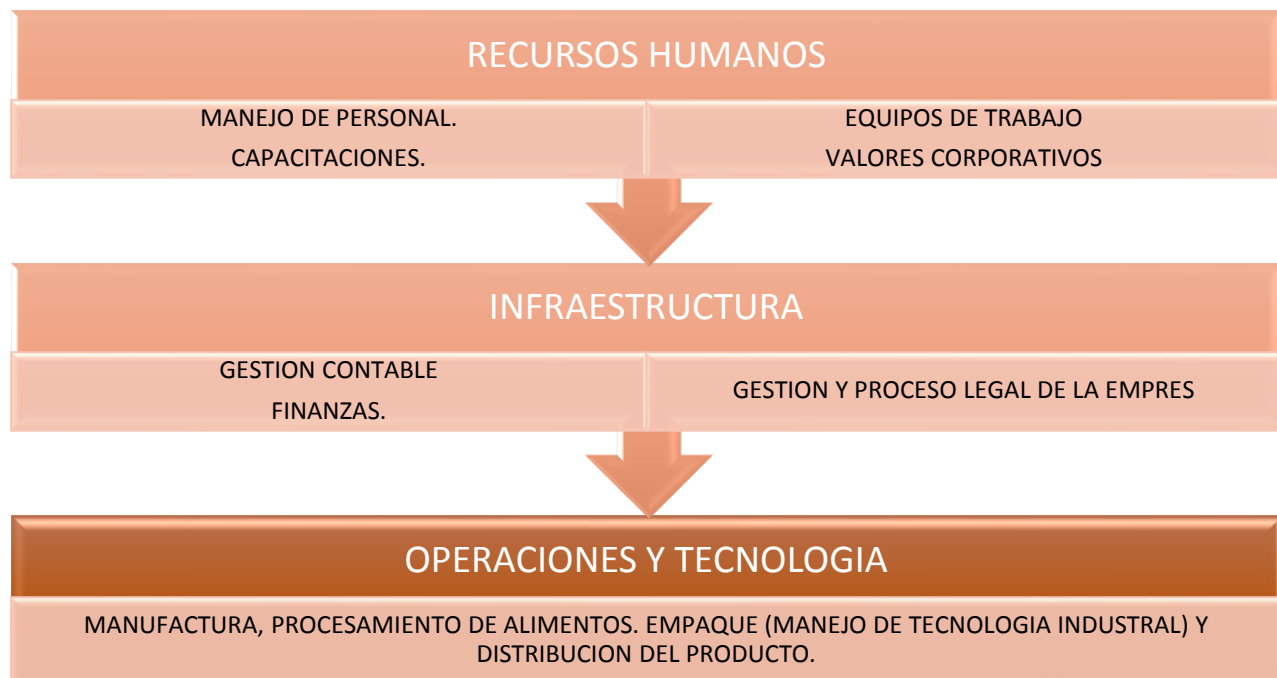 RECURSOS HUMANOS
MANEJO DE PERSONAL.
CAPACITACIONES.
EQUIPOS DE TRABAJO
VALORES CORPORATIVOS
INFRAESTRUCTURA
GESTION CONTABLE
FINANZAS.
GESTION Y PROCESO LEGAL DE LA EMPRES
OPERACIONES Y TECNOLOGIA
MANUFACTURA, PROCESAMIENTO DE ALIMENTOS. EMPAQUE (MANEJO DE TECNOLOGIA INDUSTRAL) Y
DISTRIBUCION DEL PRODUCTO.